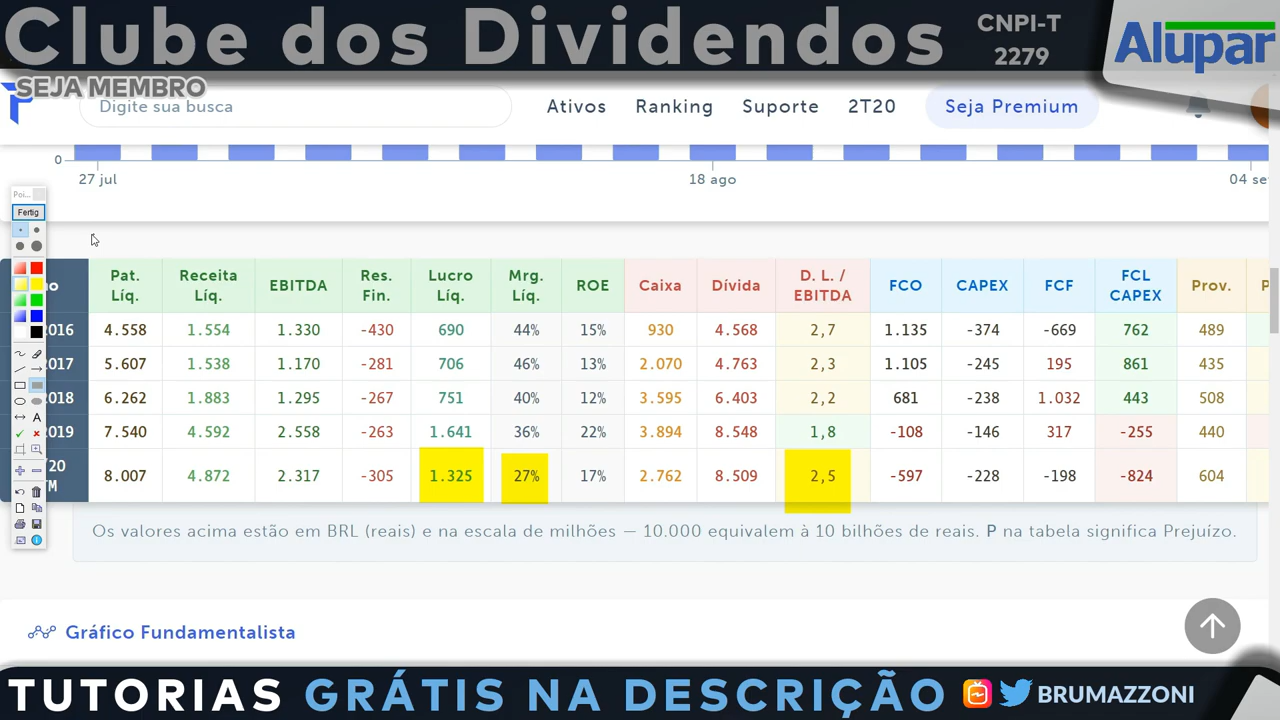 Clube dos Dividendos
CNPI-T
2279
Alupar
SEJA MEMBRO
Digite sua busca
Ativos Ranking Suporte 2T20 Seja Premium
0
27 jul 18 ago 04 set
Poi...
Fertig
Pat. Líq. Receita Líq. EBITDA Res. Fin. Lucro Líq. Mrg. Líq. ROE Caixa Dívida D. L. / EBITDA FCO CAPEX FCF FCL CAPEX Prov.
2016 4.558 1.554 1.330 -430 690 44% 15% 930 4.568 2,7 1.135 -374 -669 762 489
2017 5.607 1.538 1.170 -281 706 46% 13% 2.070 4.763 2,3 1.105 -245 195 861 435
2018 6.262 1.883 1.295 -267 751 40% 12% 3.595 6.403 2,2 681 -238 1.032 443 508
2019 7.540 4.592 2.558 -263 1.641 36% 22% 3.894 8.548 1,8 -108 -146 317 -255 440
8.007 4.872 2.317 -305 1.325 27% 17% 2.762 8.509 2,5 -597 -228 -198 -824 604
Os valores acima estão em BRL (reais) e na escala de milhões — 10.000 equivalem à 10 bilhões de reais. P na tabela significa Prejuízo.
Gráfico Fundamentalista
TUTORIAS GRÁTIS NA DESCRIÇÃO BRUMAZZONI